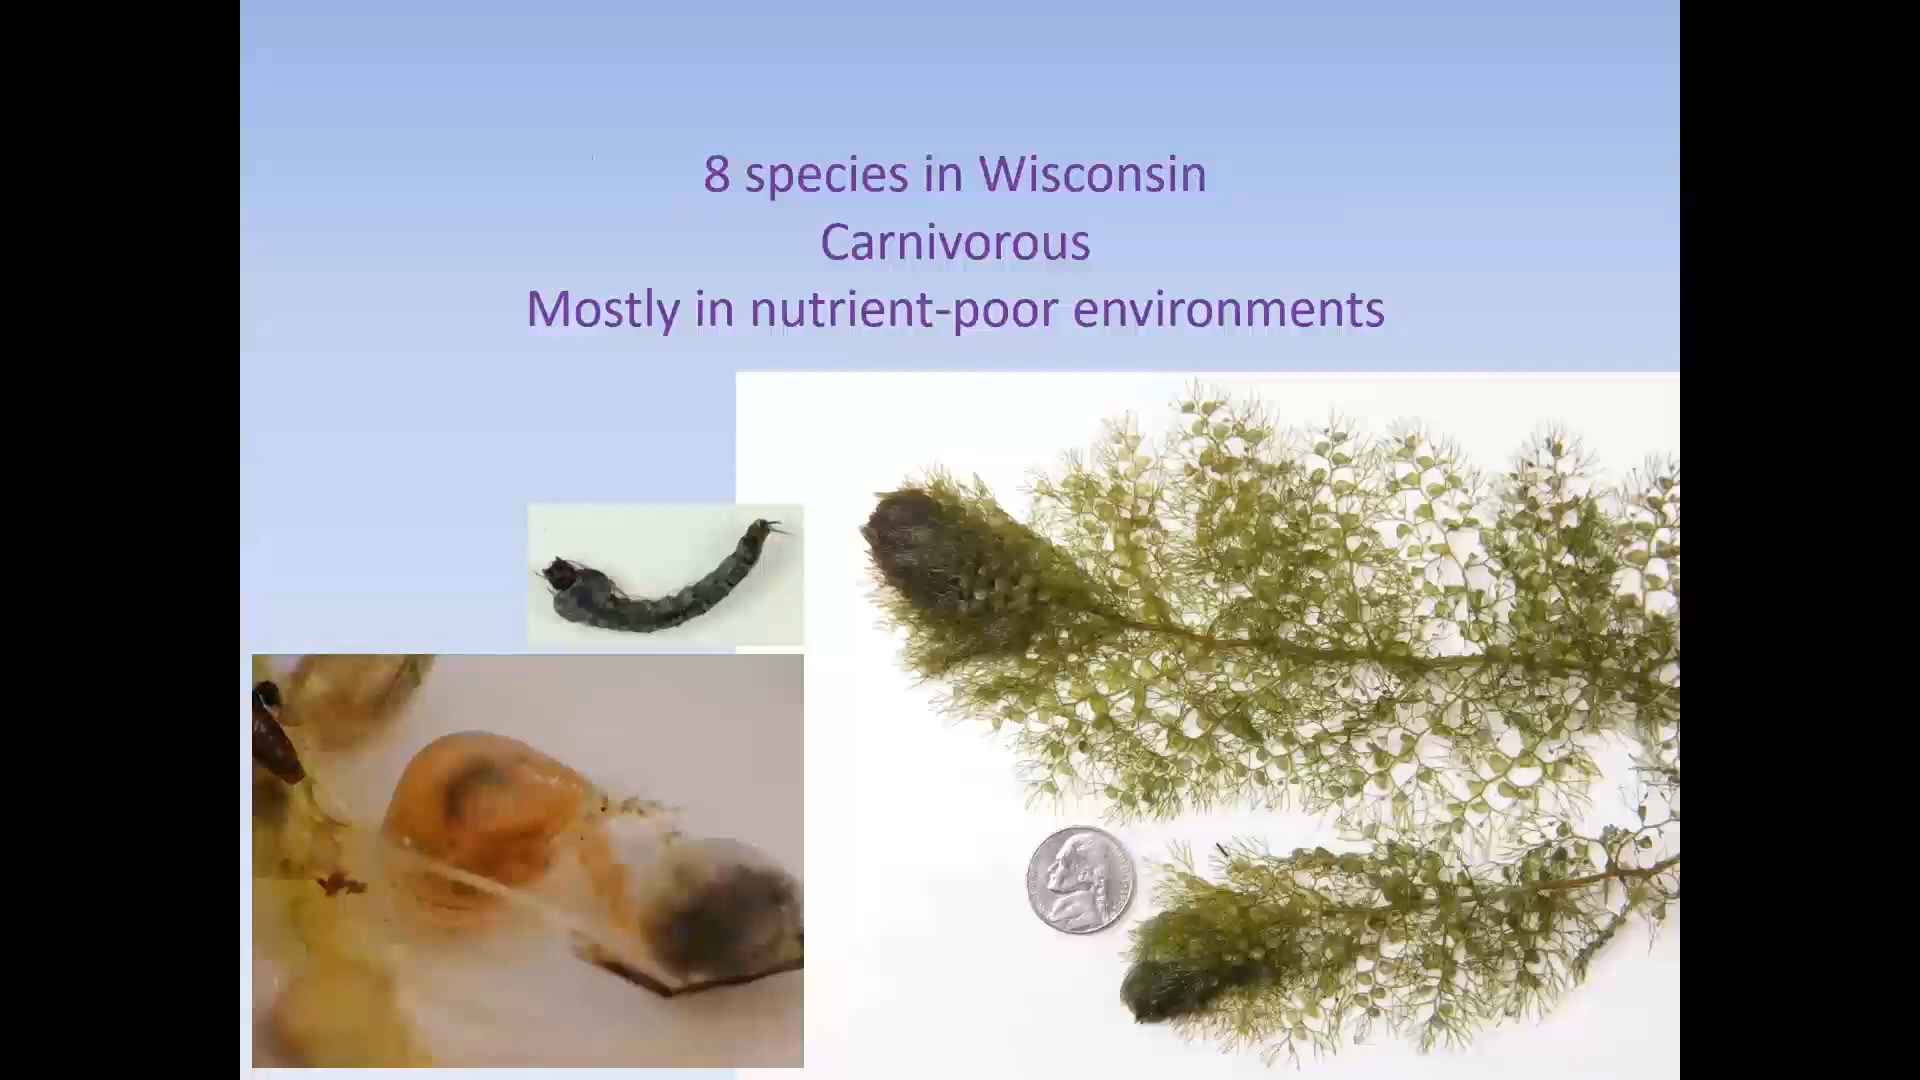 8 species in Wisconsin
Carnivorous
Mostly in nutrient-poor environments